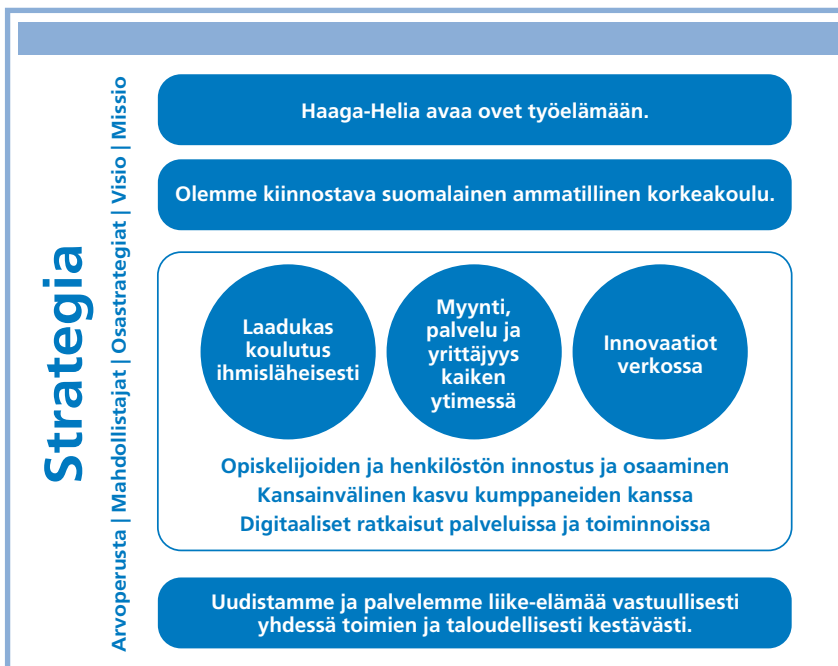 Strategia
Arvoperusta | Mahdollistajat | Osastrategiat | Visio | Missio
Haaga-Helia avaa ovet työelämään.
Olemme kiinnostava suomalainen ammatillinen korkeakoulu.
Laadukas
koulutus
ihmisläheisesti
Myynti,
palvelu ja
yrittäjyys
kaiken
ytimessä
Innovaatiot
verkossa
Opiskelijoiden ja henkilöstön innostus ja osaaminen
Kansainvälinen kasvu kumppaneiden kanssa
Digitaaliset ratkaisut palveluissa ja toiminnoissa
Uudistamme ja palvelemme liike-elämää vastuullisesti
yhdessä toimien ja taloudellisesti kestävästi.